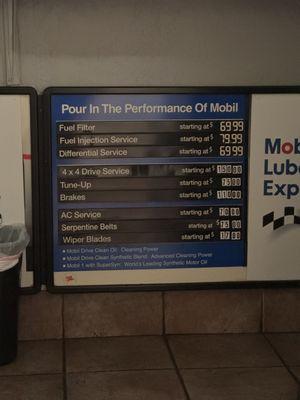 Pour In The Performance Of Mobil
Fuel Filter starting at $ 69.99
Fuel Injection Service starting at $ 79.99
Differential Service starting at $ 69.99
4 x 4 Drive Service starting at $
Tune-Up starting at $
Brakes starting at $ 110.00
AC Service starting at $
Serpentine Belts starting at $
Wiper Blades starting at $ 17.00
Mobil Drive Clean Oil: Cleaning Power
Mobil Drive Clean Synthetic Blend: Advanced Cleaning Power
Mobil 1 with SuperSyn: World's Leading Synthetic Motor Oil
Mob
Lube
Exp